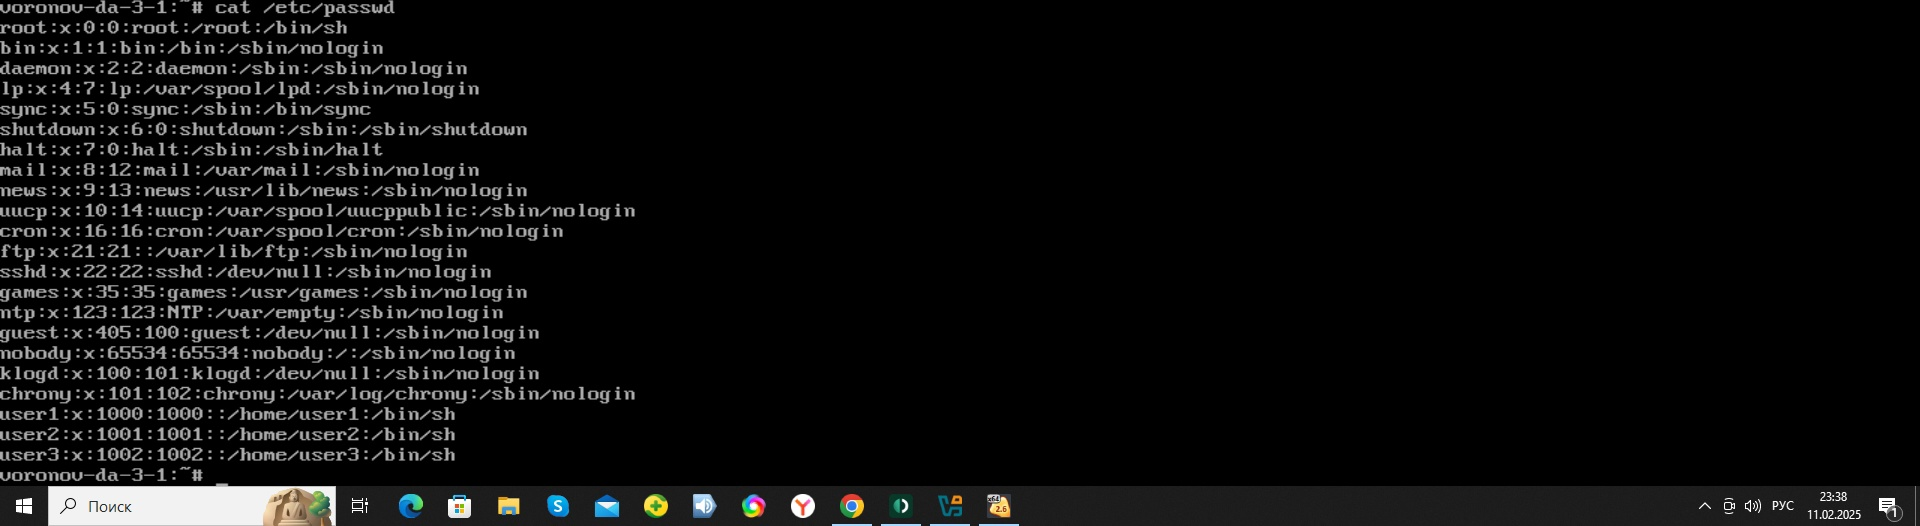 voronov-da-3-1:~# cat /etc/passwd
root:x:0:0:root:/root:/bin/sh
bin:x:1:1:bin:/bin:/sbin/nologin
daemon:x:2:2:daemon:/sbin:/sbin/nologin
lp:x:4:7:lp:/var/spool/lpd:/sbin/nologin
sync:x:5:0:sync:/sbin:/bin/sync
shutdown:x:6:0:shutdown:/sbin:/sbin/shutdown
halt:x:7:0:halt:/sbin:/sbin/halt
mail:x:8:12:mail:/var/mail:/sbin/nologin
news:x:9:13:news:/usr/lib/news:/sbin/nologin
uucp:x:10:14:uucp:/var/spool/uucppublic:/sbin/nologin
cron:x:16:16:cron:/var/spool/cron:/sbin/nologin
ftp:x:21:21::/var/lib/ftp:/sbin/nologin
sshd:x:22:22:sshd:/dev/null:/sbin/nologin
games:x:35:35:games:/usr/games:/sbin/nologin
ntp:x:123:123:NTP:/var/empty:/sbin/nologin
guest:x:405:100:guest:/dev/null:/sbin/nologin
nobody:x:65534:65534:nobody:/:/sbin/nologin
klogd:x:100:101:klogd:/dev/null:/sbin/nologin
chrony:x:101:102:chrony:/var/log/chrony:/sbin/nologin
user1:x:1000:1000::/home/user1:/bin/sh
user2:x:1001:1001::/home/user2:/bin/sh
user3:x:1002:1002::/home/user3:/bin/sh
voronov-da-3-1:~# _
Поиск
x64
2.6
РУС
23:38
11.02.2025
1